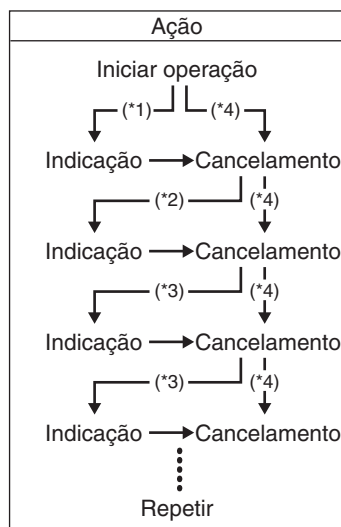 Ação
Iniciar operação
(*1) (*4)
Indicação Cancelamento
(*2) (*4)
Indicação Cancelamento
(*3) (*4)
Indicação Cancelamento
(*3) (*4)
Indicação Cancelamento
Repetir